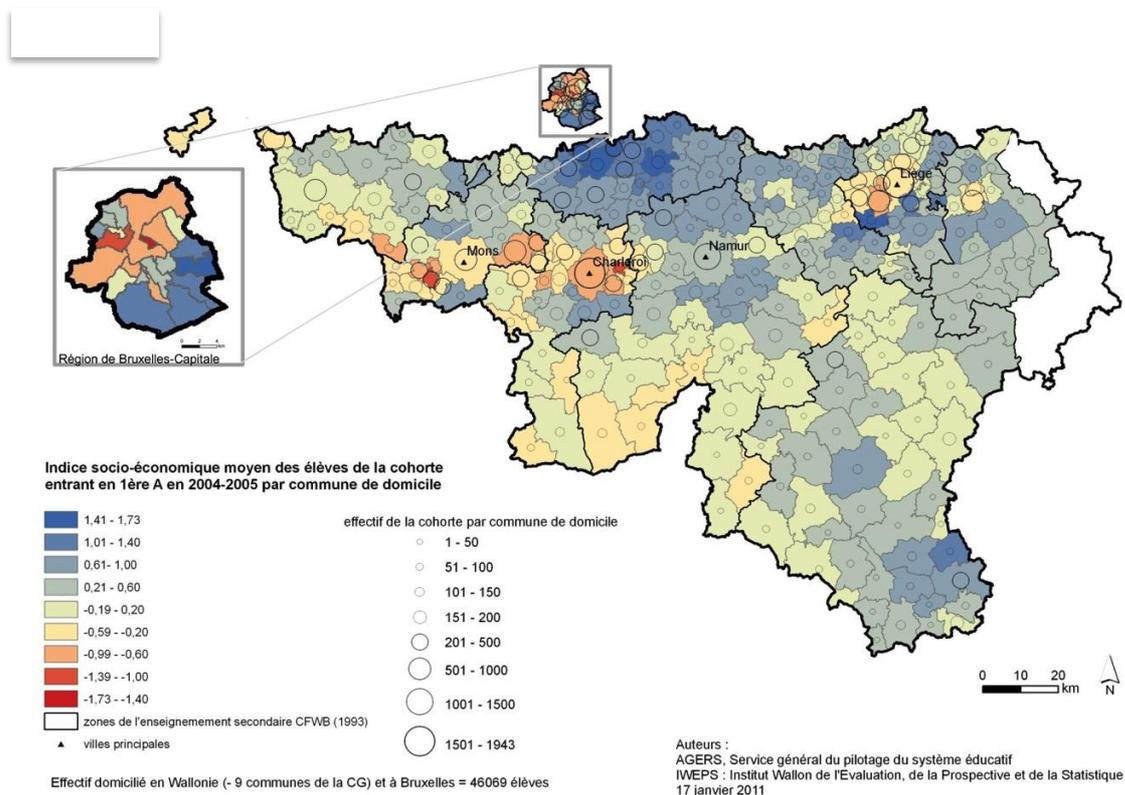 Liège
Mons
Namur
Charleroi
0 2 4 km
Région de Bruxelles-Capitale
Indice socio-économique moyen des élèves de la cohorte
entrant en 1ère A en 2004-2005 par commune de domicile
1,41 - 1,73
1,01 - 1,40
0,61- 1,00
0,21 - 0,60
-0,19 - 0,20
-0,59 - -0,20
-0,99 - -0,60
-1,39 - -1,00
-1,73 - -1,40
zones de l'enseignemement secondaire CFWB (1993)
villes principales
effectif de la cohorte par commune de domicile
1 - 50
51 - 100
101 - 150
151 - 200
201 - 500
501 - 1000
1001 - 1500
1501 - 1943
0 10 20
km
N
Effectif domicilié en Wallonie (- 9 communes de la CG) et à Bruxelles = 46069 élèves
Auteurs :
AGERS, Service général du pilotage du système éducatif
IWEPS : Institut Wallon de l'Evaluation, de la Prospective et de la Statistique
17 janvier 2011